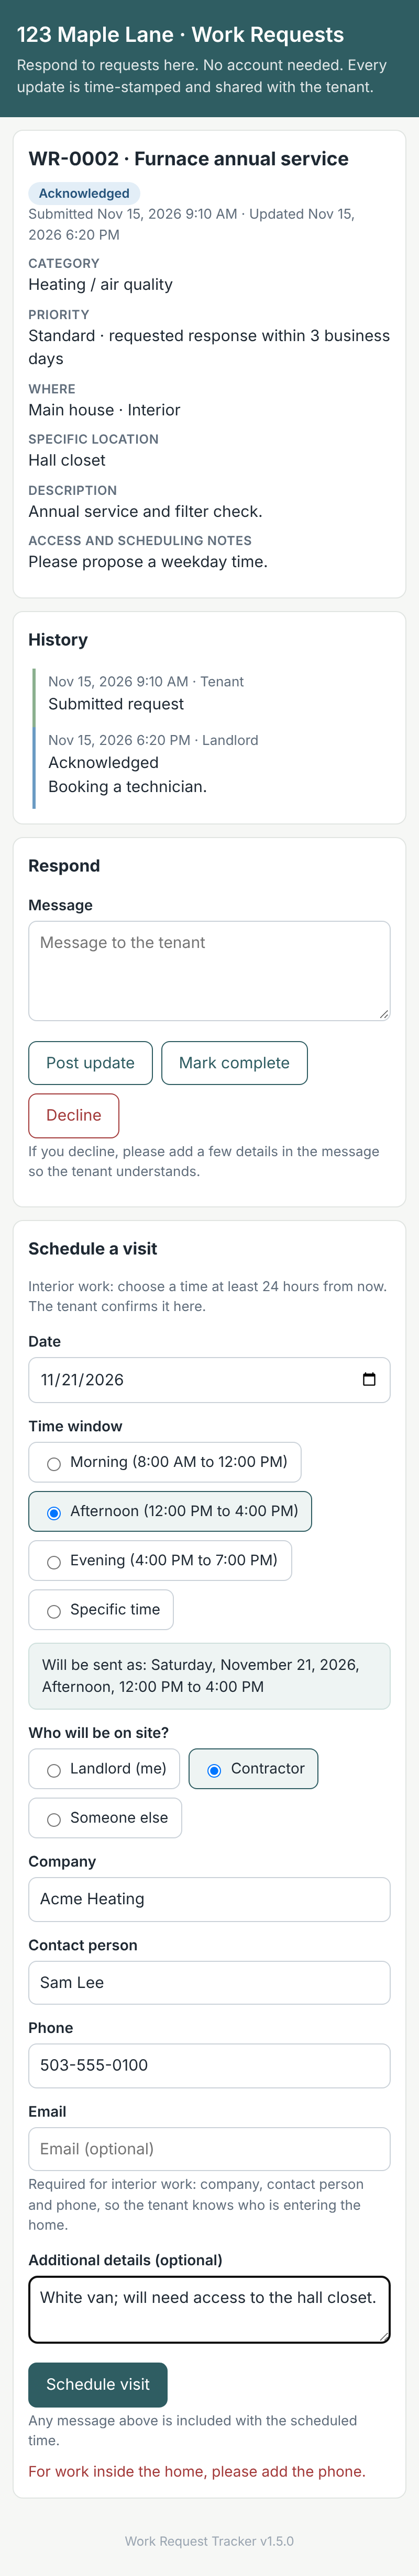 123 Maple Lane · Work Requests
Respond to requests here. No account needed. Every
update is time-stamped and shared with the tenant.
WR-0002 · Furnace annual service
Acknowledged
Submitted Nov 15, 2026 9:10 AM · Updated Nov 15,
2026 6:20 PM
CATEGORY
Heating / air quality
PRIORITY
Standard · requested response within 3 business
days
WHERE
Main house · Interior
SPECIFIC LOCATION
Hall closet
DESCRIPTION
Annual service and filter check.
ACCESS AND SCHEDULING NOTES
Please propose a weekday time.
History
Nov 15, 2026 9:10 AM · Tenant
Submitted request
Nov 15, 2026 6:20 PM · Landlord
Acknowledged
Booking a technician.
Respond
Message
Message to the tenant
Post update
Mark complete
Decline
If you decline, please add a few details in the message
so the tenant understands.
Schedule a visit
Interior work: choose a time at least 24 hours from now.
The tenant confirms it here.
Date
11/21/2026
Time window
Morning (8:00 AM to 12:00 PM)
Afternoon (12:00 PM to 4:00 PM)
Evening (4:00 PM to 7:00 PM)
Specific time
Will be sent as: Saturday, November 21, 2026,
Afternoon, 12:00 PM to 4:00 PM
Who will be on site?
Landlord (me)
Contractor
Someone else
Company
Acme Heating
Contact person
Sam Lee
Phone
503-555-0100
Email
Email (optional)
Required for interior work: company, contact person
and phone, so the tenant knows who is entering the
home.
Additional details (optional)
White van; will need access to the hall closet.
Schedule visit
Any message above is included with the scheduled
time.
For work inside the home, please add the phone.
Work Request Tracker v1.5.0